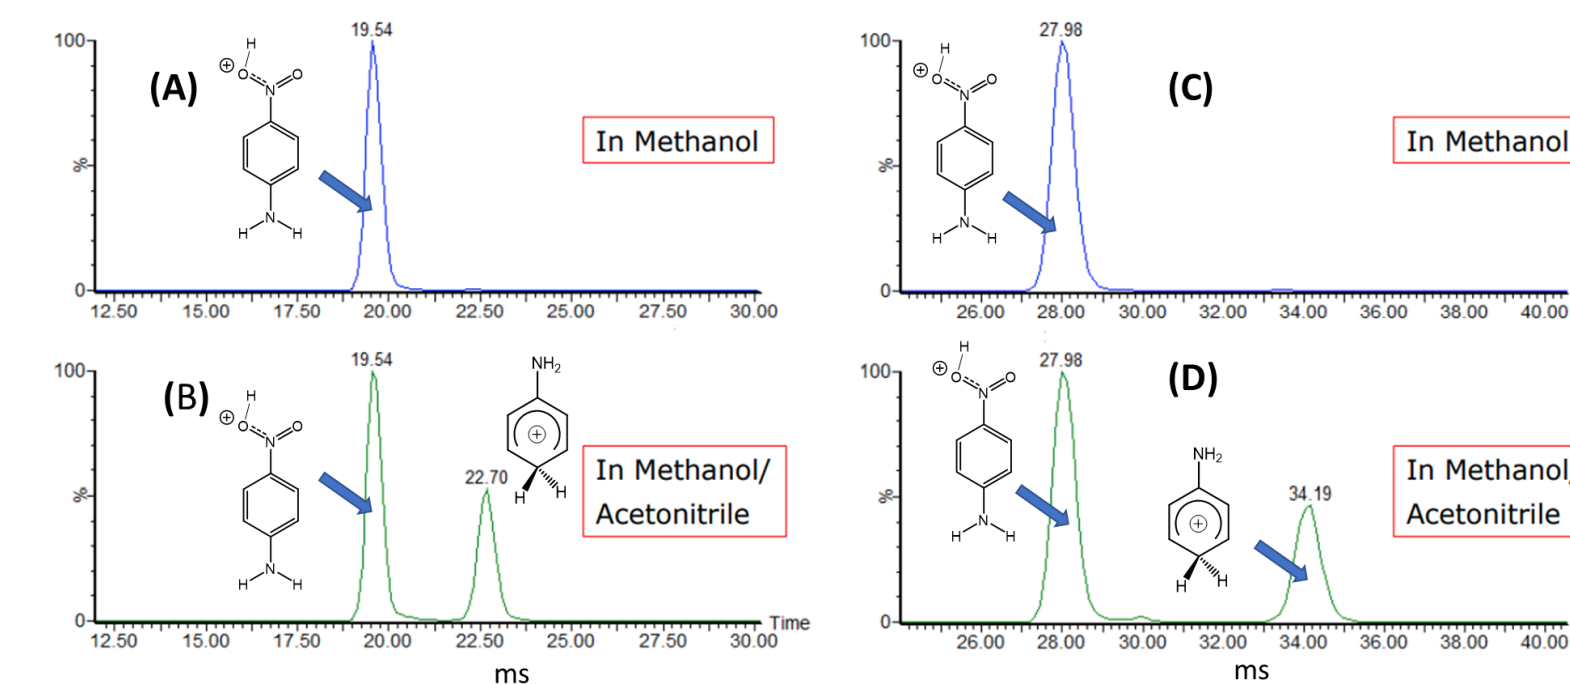 19.54
100
(A)
H
⊕
O
N
O
In Methanol
%
N
H
H
0
12.50 15.00 17.50 20.00 22.50 25.00 27.50 30.00
27.98
100
(C)
H
⊕
O
N
O
In Methanol
%
N
H
H
0
26.00 28.00 30.00 32.00 34.00 36.00 38.00 40.00
19.54
100
(B)
H
⊕
O
N
O
NH2
⊕
22.70
H
H
In Methanol/
Acetonitrile
%
N
H
H
0
Time
12.50 15.00 17.50 20.00 22.50 25.00 27.50 30.00
ms
27.98
100
(D)
H
⊕
O
N
O
NH2
⊕
34.19
H
H
In Methanol/
Acetonitrile
%
N
H
H
0
26.00 28.00 30.00 32.00 34.00 36.00 38.00 40.00
ms